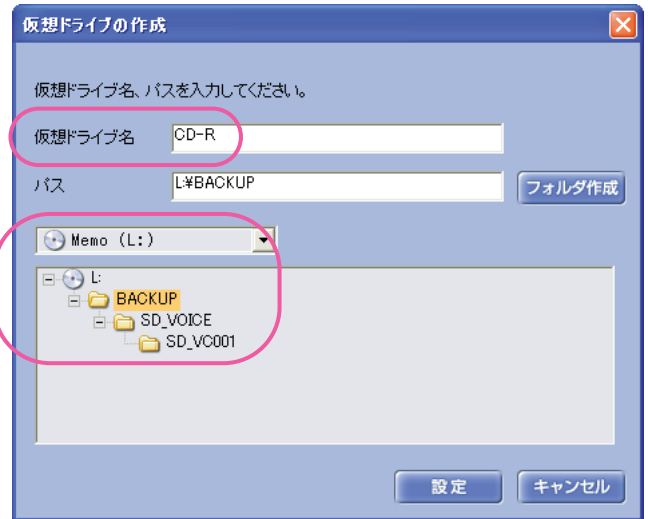 仮想ドライブの作成
仮想ドライブ名、パスを入力してください。
仮想ドライブ名 CD-R
パス L:¥BACKUP フォルダ作成
Memo (L:)
L:
BACKUP
SD_VOICE
SD_VC001
設定 キャンセル